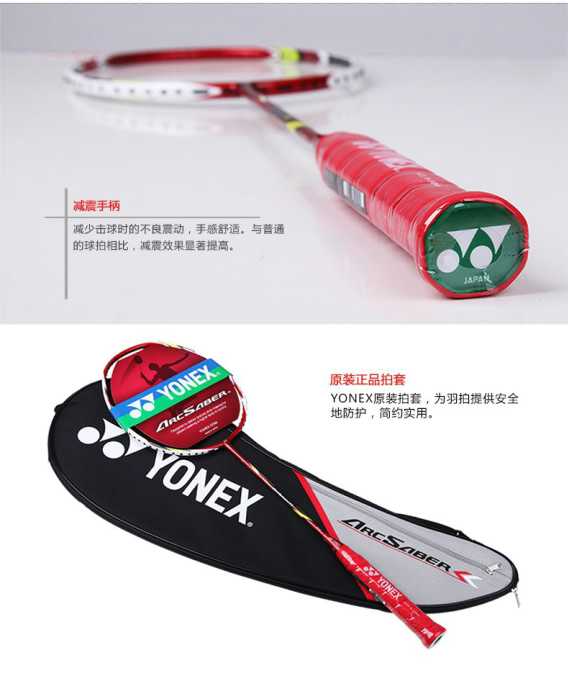 YONEX
减震手柄
减少击球时的不良震动，手感舒适。与普通
的球拍相比，减震效果显著提高。
JAPAN
原装正品拍套
YONEX原装拍套，为羽拍提供安全
地防护，简约实用。
YONEX
ARCSABER
YONEX
ARCSABER
YONEX